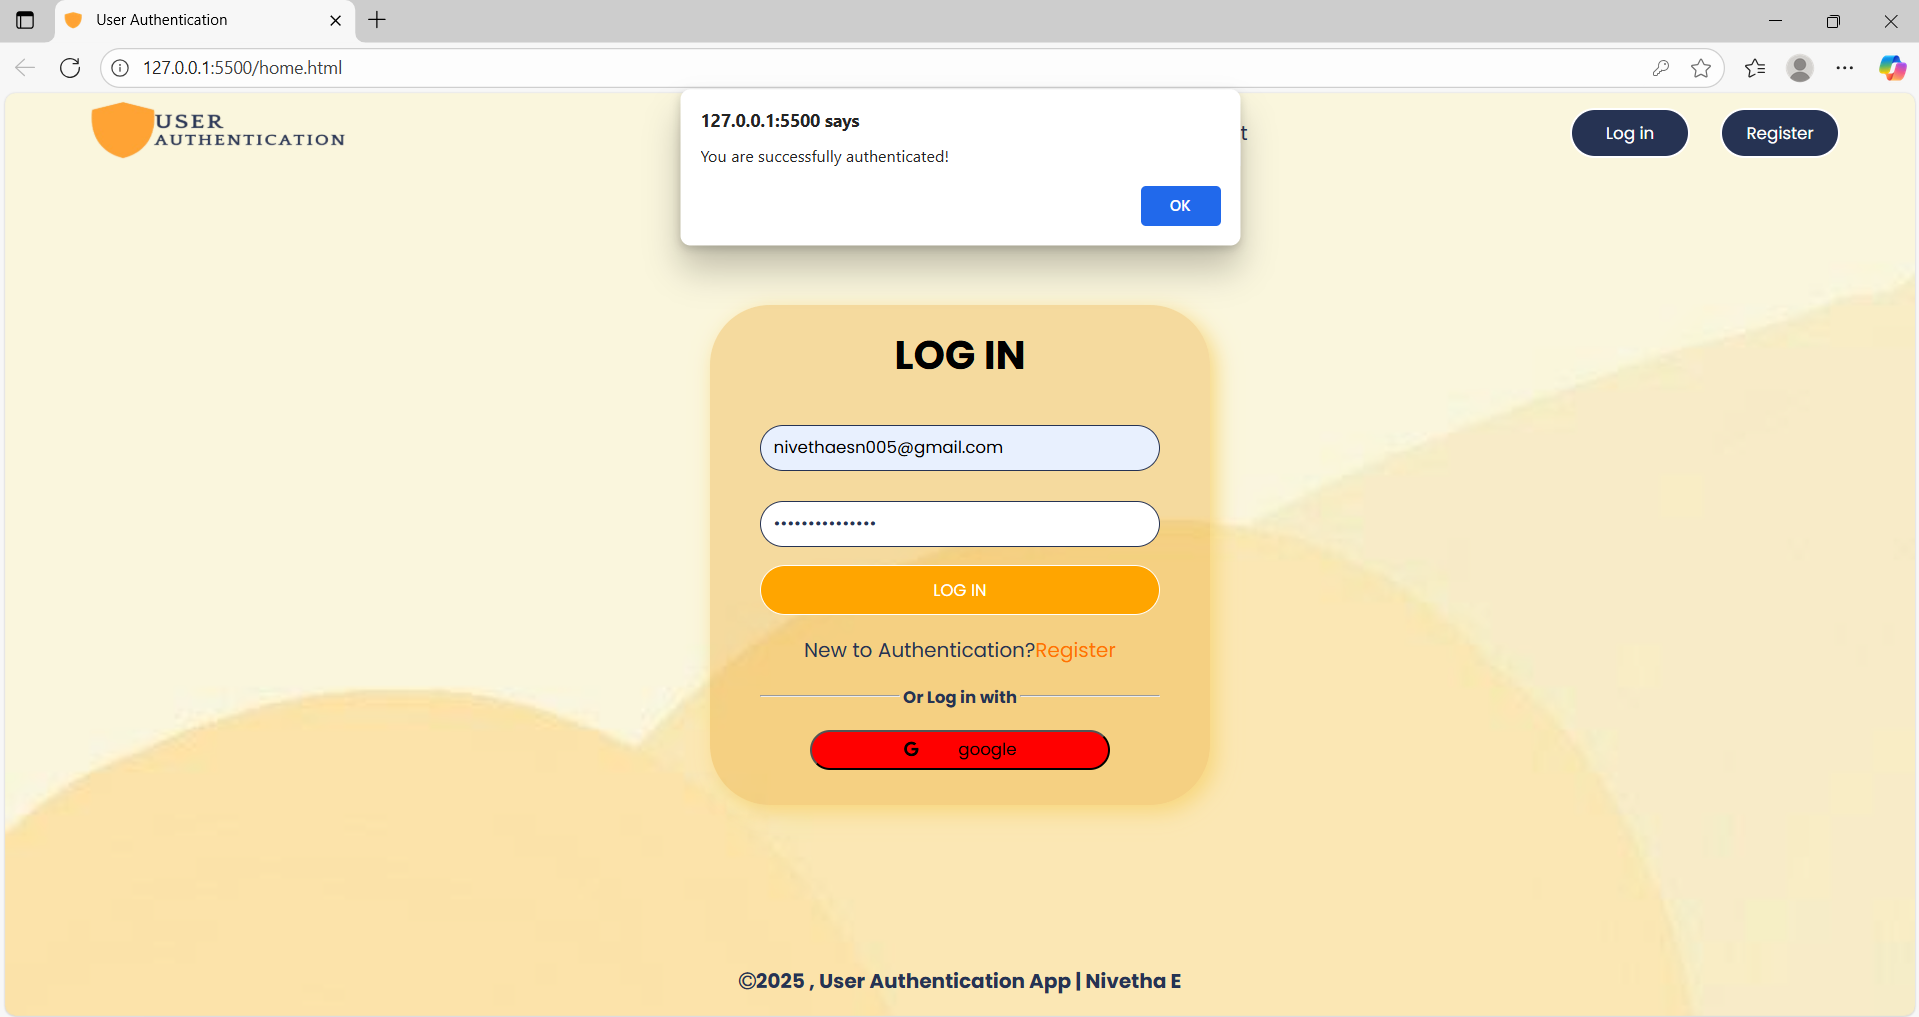 User Authentication
127.0.0.1:5500/home.html
USER
AUTHENTICATION
127.0.0.1:5500 says
You are successfully authenticated!
OK
t
Log in
Register
LOG IN
nivethaesn005@gmail.com
•••••••••••••••
LOG IN
New to Authentication?Register
Or Log in with
G google
©2025 , User Authentication App | Nivetha E